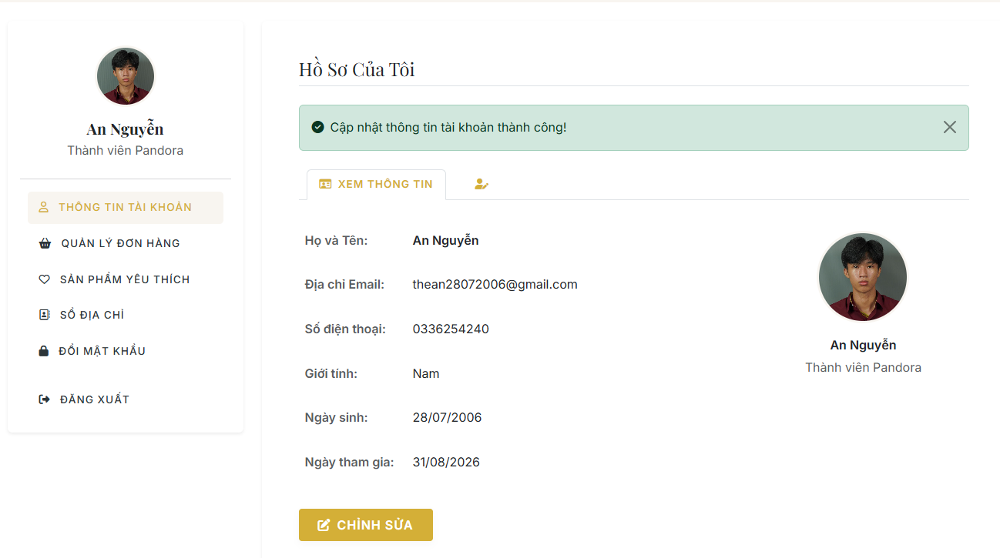 An Nguyễn
Thành viên Pandora
THÔNG TIN TÀI KHOẢN
QUẢN LÝ ĐƠN HÀNG
SẢN PHẨM YÊU THÍCH
SỔ ĐỊA CHỈ
ĐỔI MẬT KHẨU
ĐĂNG XUẤT
Hồ Sơ Của Tôi
Cập nhật thông tin tài khoản thành công!
XEM THÔNG TIN
Họ và Tên: An Nguyễn
Địa chỉ Email: thean28072006@gmail.com
Số điện thoại: 0336254240
Giới tính: Nam
Ngày sinh: 28/07/2006
Ngày tham gia: 31/08/2026
An Nguyễn
Thành viên Pandora
CHỈNH SỬA